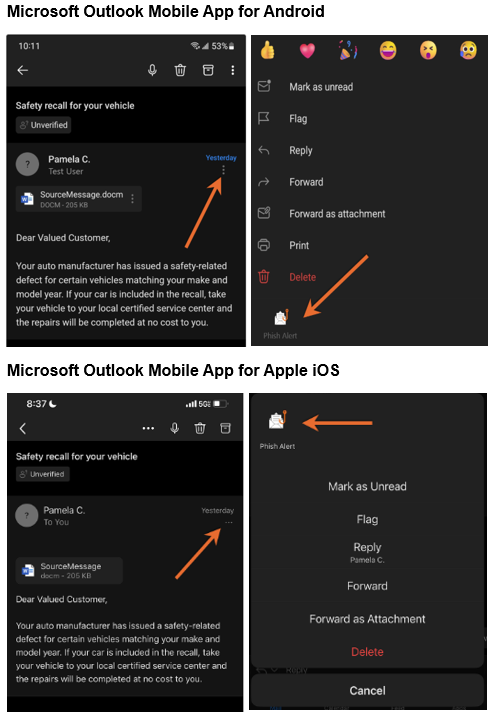 Microsoft Outlook Mobile App for Android
10:11
53%
Safety recall for your vehicle
Unverified
?
Pamela C.
Yesterday
Test User
SourceMessage.docm
DOCM - 205 KB
Dear Valued Customer,
Your auto manufacturer has issued a safety-related
defect for certain vehicles matching your make and
model year. If your car is included in the recall, take
your vehicle to your local certified service center and
the repairs will be completed at no cost to you.
Mark as unread
Flag
Reply
Forward
Forward as attachment
Print
Delete
Phish Alert
Microsoft Outlook Mobile App for Apple iOS
8:37
5G
Safety recall for your vehicle
Unverified
?
Pamela C.
Yesterday
To You
SourceMessage
docm - 205 KB
Dear Valued Customer,
Your auto manufacturer has issued a safety-related
defect for certain vehicles matching your make and
model year. If your car is included in the recall, take
your vehicle to your local certified service center and
the repairs will be completed at no cost to you.
Phish Alert
Mark as Unread
Flag
Reply
Pamela C.
Forward
Forward as Attachment
Delete
Reply
Cancel